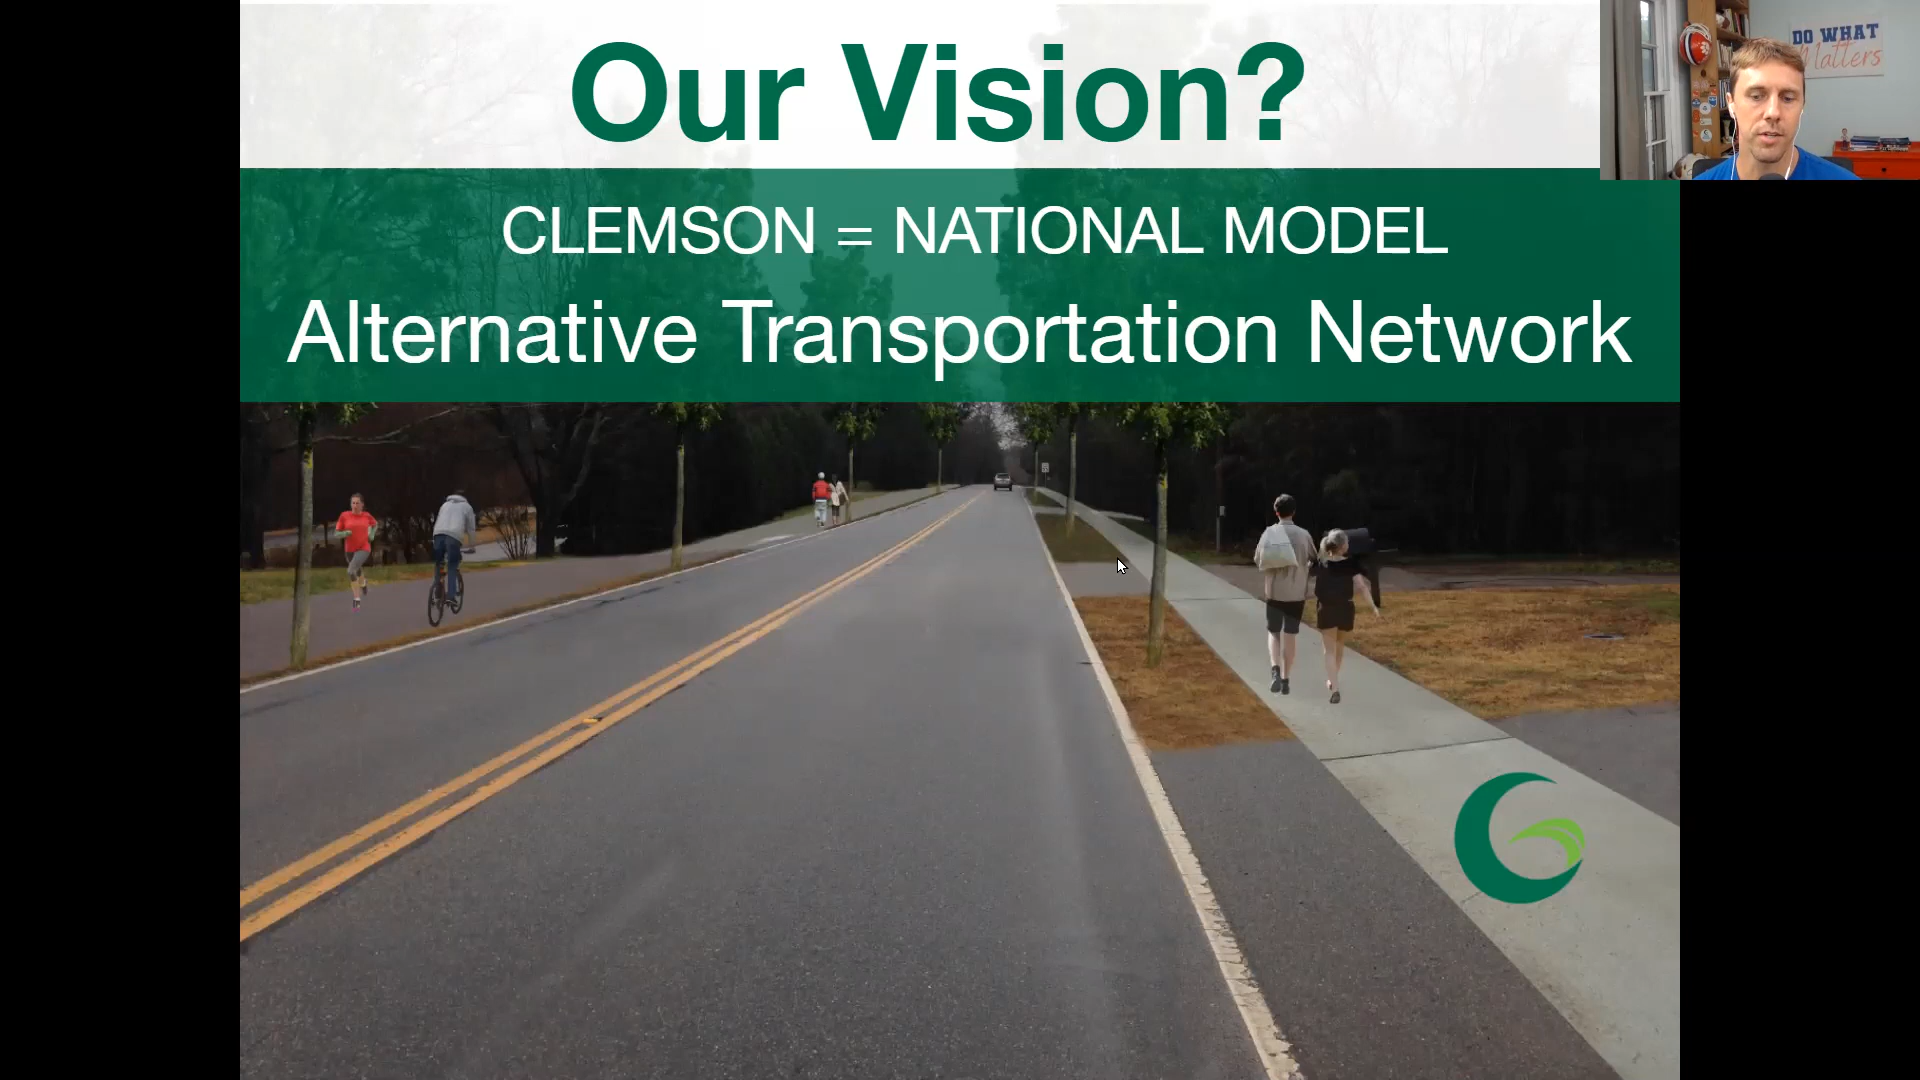 Our Vision?
CLEMSON = NATIONAL MODEL
Alternative Transportation Network
DO WHAT
Matters